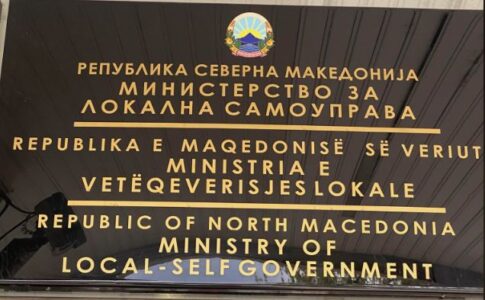 РЕПУБЛИКА СЕВЕРНА МАКЕДОНИЈА
МИНИСТЕРСТВО ЗА
ЛОКАЛНА САМОУПРАВА
REPUBLIKA E MAQEDONISË SË VERIUT
MINISTRIA E
VETËQEVERISJES LOKALE
REPUBLIC OF NORTH MACEDONIA
MINISTRY OF
LOCAL-SELF GOVERNMENT